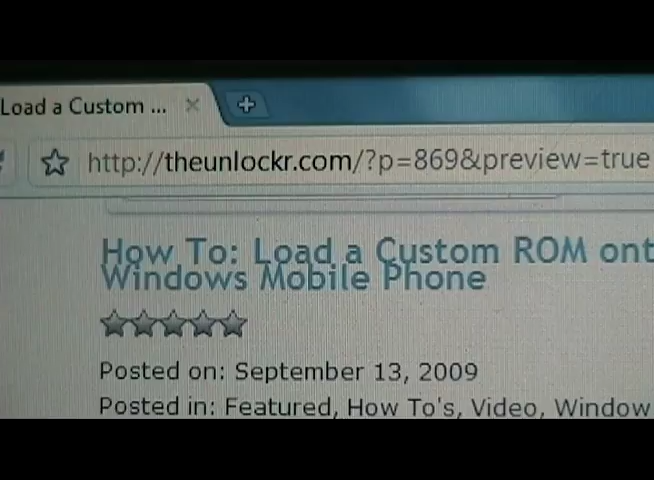 Load a Custom ...
http://theunlockr.com/?p=869&preview=true
How To: Load a Custom ROM ont
Windows Mobile Phone
Posted on: September 13, 2009
Posted in: Featured, How To's, Video, Window